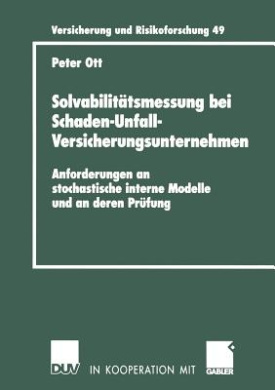 Versicherung und Risikoforschung 49
Peter Ott
Solvabilitätsmessung bei
Schaden-Unfall-
Versicherungsunternehmen
Anforderungen an
stochastische interne Modelle
und an deren Prüfung
DUV IN KOOPERATION MIT GABLER